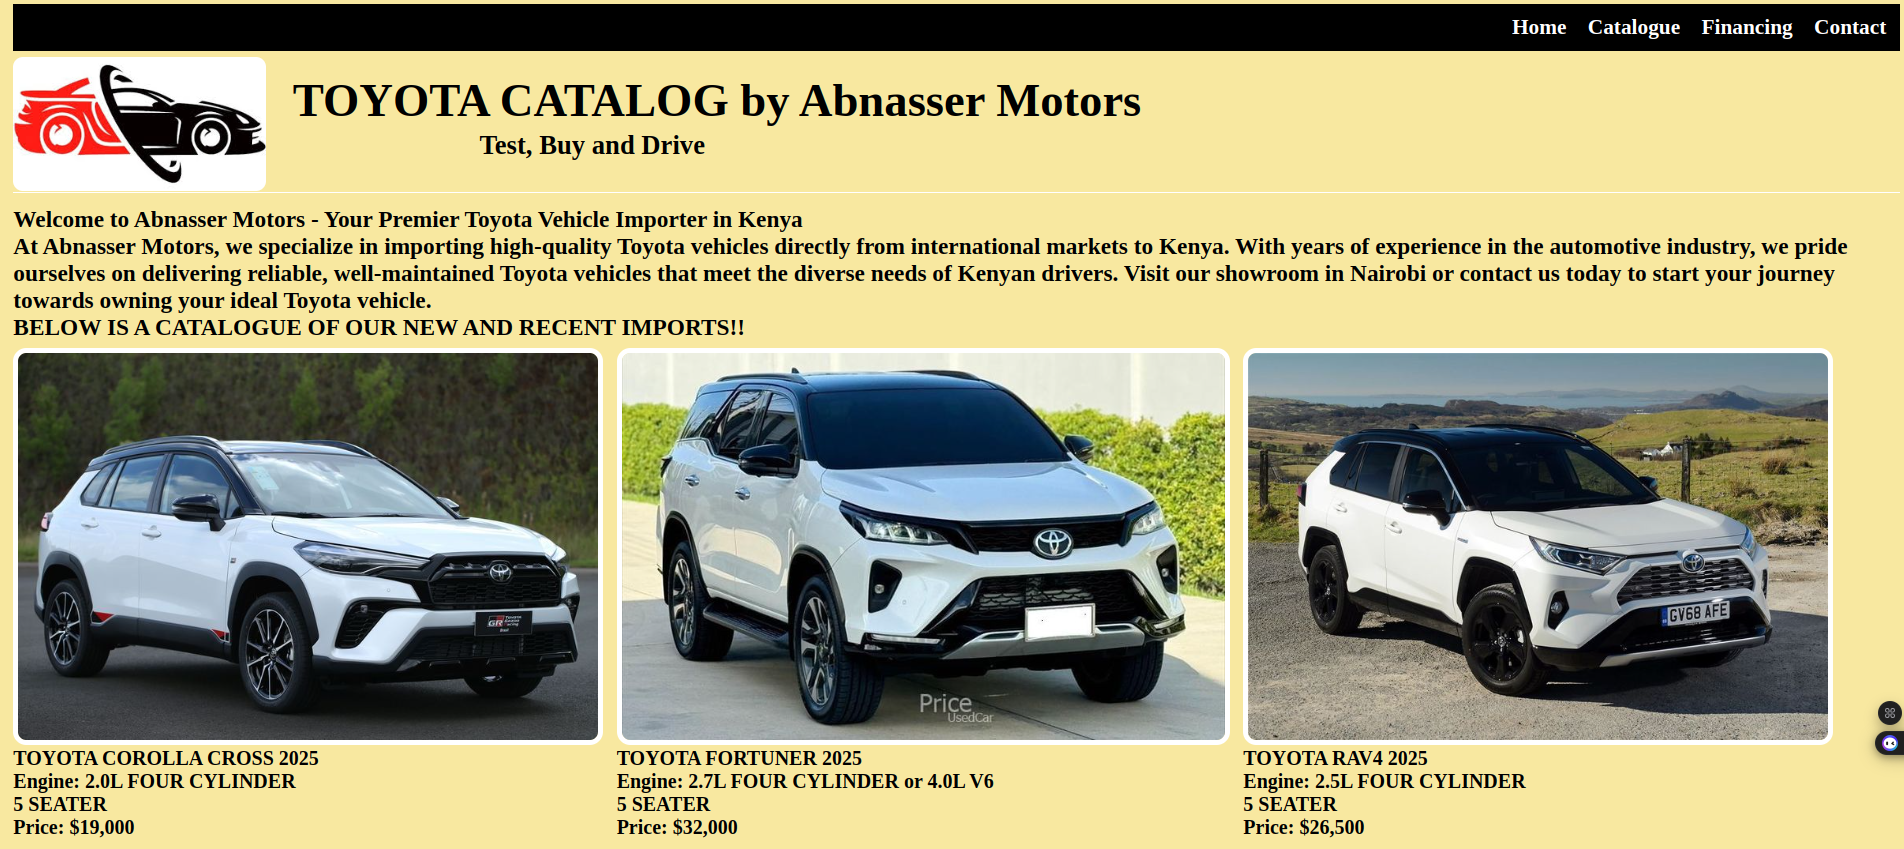 Home Catalogue Financing Contact
TOYOTA CATALOG by Abnasser Motors
Test, Buy and Drive
Welcome to Abnasser Motors - Your Premier Toyota Vehicle Importer in Kenya
At Abnasser Motors, we specialize in importing high-quality Toyota vehicles directly from international markets to Kenya. With years of experience in the automotive industry, we pride
ourselves on delivering reliable, well-maintained Toyota vehicles that meet the diverse needs of Kenyan drivers. Visit our showroom in Nairobi or contact us today to start your journey
towards owning your ideal Toyota vehicle.
BELOW IS A CATALOGUE OF OUR NEW AND RECENT IMPORTS!!
GR
GV68 AFE
Price
UsedCar
TOYOTA COROLLA CROSS 2025
Engine: 2.0L FOUR CYLINDER
5 SEATER
Price: $19,000
TOYOTA FORTUNER 2025
Engine: 2.7L FOUR CYLINDER or 4.0L V6
5 SEATER
Price: $32,000
TOYOTA RAV4 2025
Engine: 2.5L FOUR CYLINDER
5 SEATER
Price: $26,500